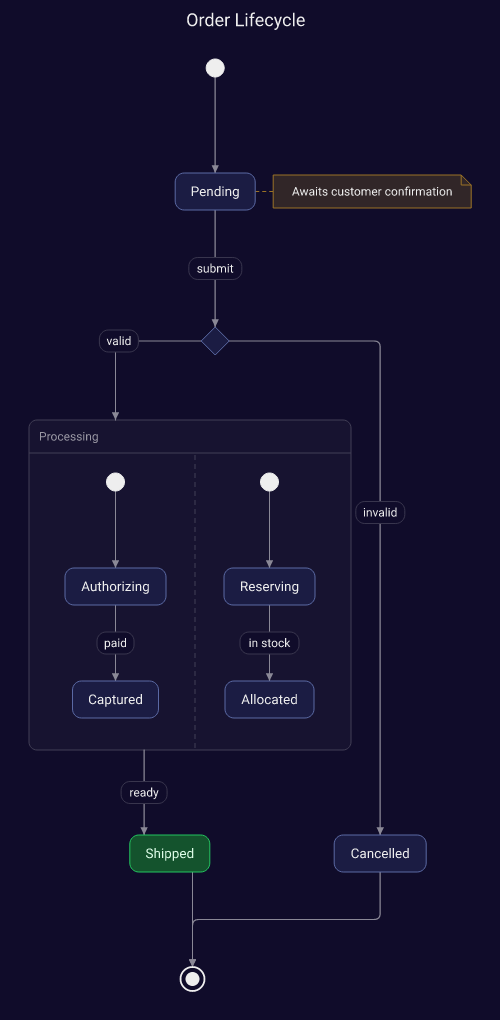 Order Lifecycle
Pending
Awaits customer confirmation
submit
valid
Processing
invalid
Authorizing
Reserving
paid
in stock
Captured
Allocated
ready
Shipped
Cancelled